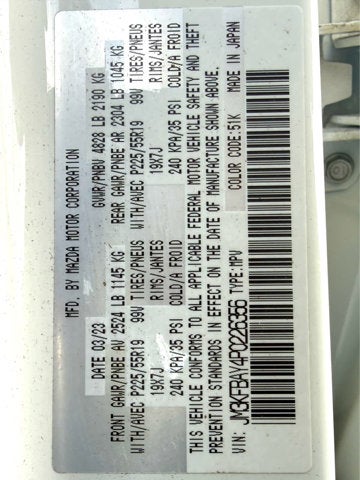 MFD. BY MAZDA MOTOR CORPORATION
DATE 03/23 GVWR/PNBV 4828 LB 2190 KG
FRONT GAWR/PNBE AV 2524 LB 1145 KG REAR GAWR/PNBE AR 2304 LB 1045 KG
WITH/AVEC P225/55R19 99V TIRES/PNEUS WITH/AVEC P225/55R19 99V TIRES/PNEUS
19X7J RIMS/JANTES 19X7J RIMS/JANTES
240 KPA/35 PSI COLD/A FROID 240 KPA/35 PSI COLD/A FROID
THIS VEHICLE CONFORMS TO ALL APPLICABLE FEDERAL MOTOR VEHICLE SAFETY AND THEFT
PREVENTION STANDARDS IN EFFECT ON THE DATE OF MANUFACTURE SHOWN ABOVE.
VIN: JM3KFBAY4P0226356 TYPE:MPV COLOR CODE:51K MADE IN JAPAN